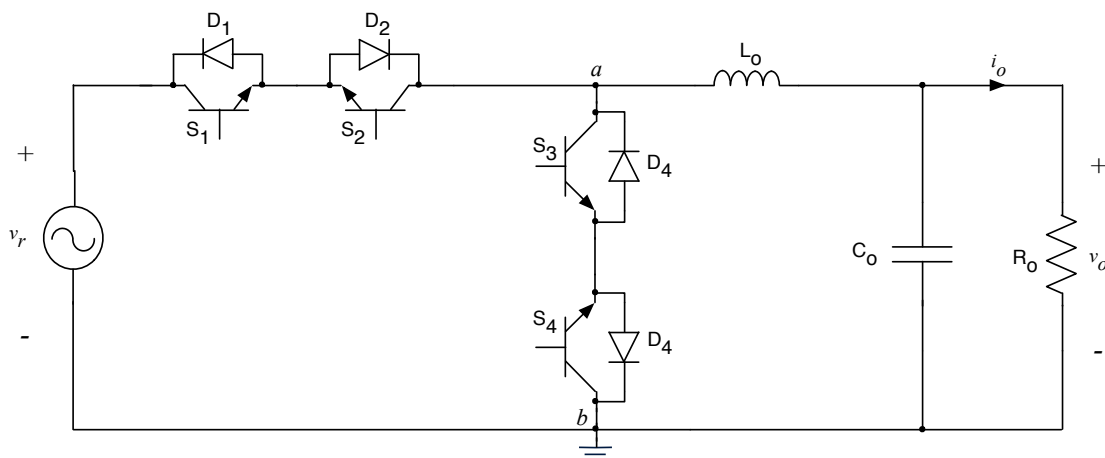 D1
D2
S1
S2
a
Lo
io
+
vr
-
S3
D4
S4
D4
b
Co
Ro
+
vo
-